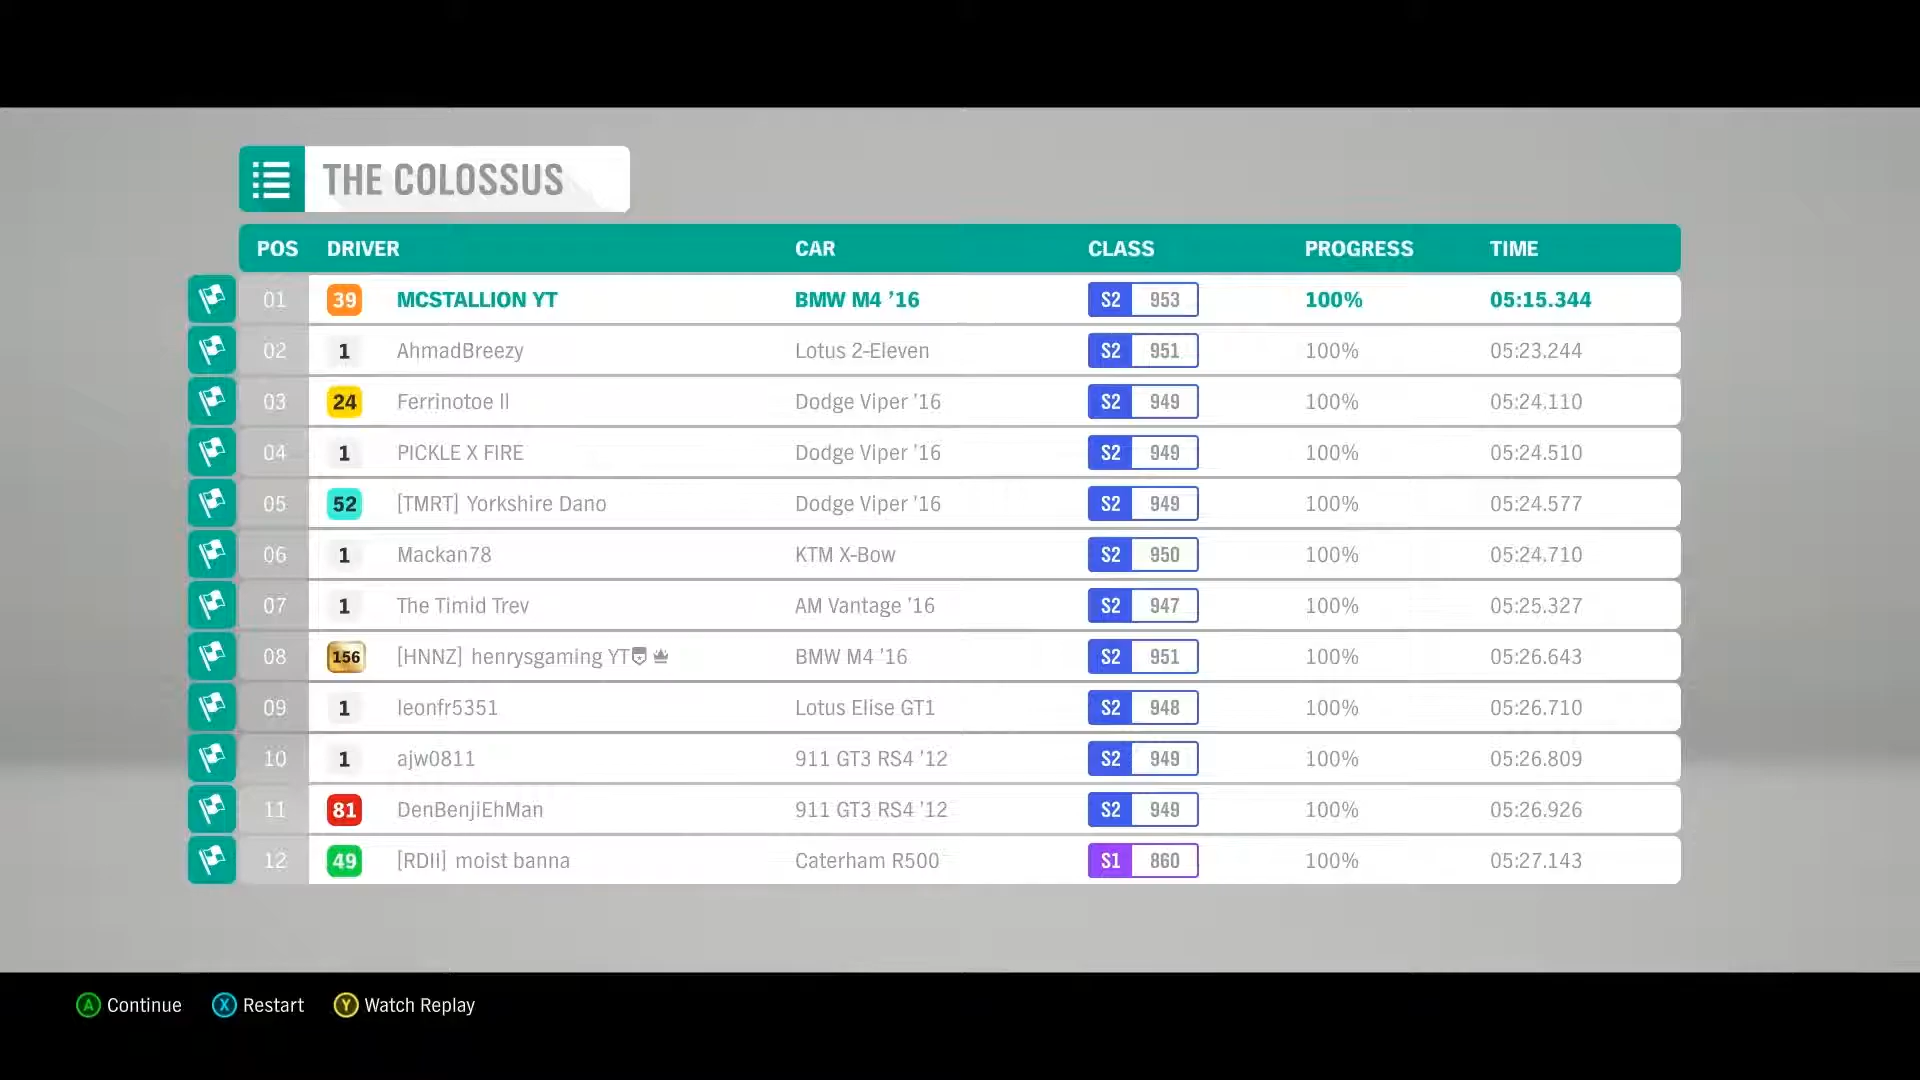 THE COLOSSUS
POS DRIVER CAR CLASS PROGRESS TIME
01 39 MCSTALLION YT BMW M4 '16 S2 953 100% 05:15.344
02 1 AhmadBreezy Lotus 2-Eleven S2 951 100% 05:23.244
03 24 Ferrinotoe II Dodge Viper '16 S2 949 100% 05:24.110
04 1 PICKLE X FIRE Dodge Viper '16 S2 949 100% 05:24.510
05 52 [TMRT] Yorkshire Dano Dodge Viper '16 S2 949 100% 05:24.577
06 1 Mackan78 KTM X-Bow S2 950 100% 05:24.710
07 1 The Timid Trev AM Vantage '16 S2 947 100% 05:25.327
08 156 [HNNZ] henrysgaming YT BMW M4 '16 S2 951 100% 05:26.643
09 1 leonfr5351 Lotus Elise GT1 S2 948 100% 05:26.710
10 1 ajw0811 911 GT3 RS4 '12 S2 949 100% 05:26.809
11 81 DenBenjiEhMan 911 GT3 RS4 '12 S2 949 100% 05:26.926
12 49 [RDII] moist banna Caterham R500 S1 860 100% 05:27.143
A Continue X Restart Y Watch Replay